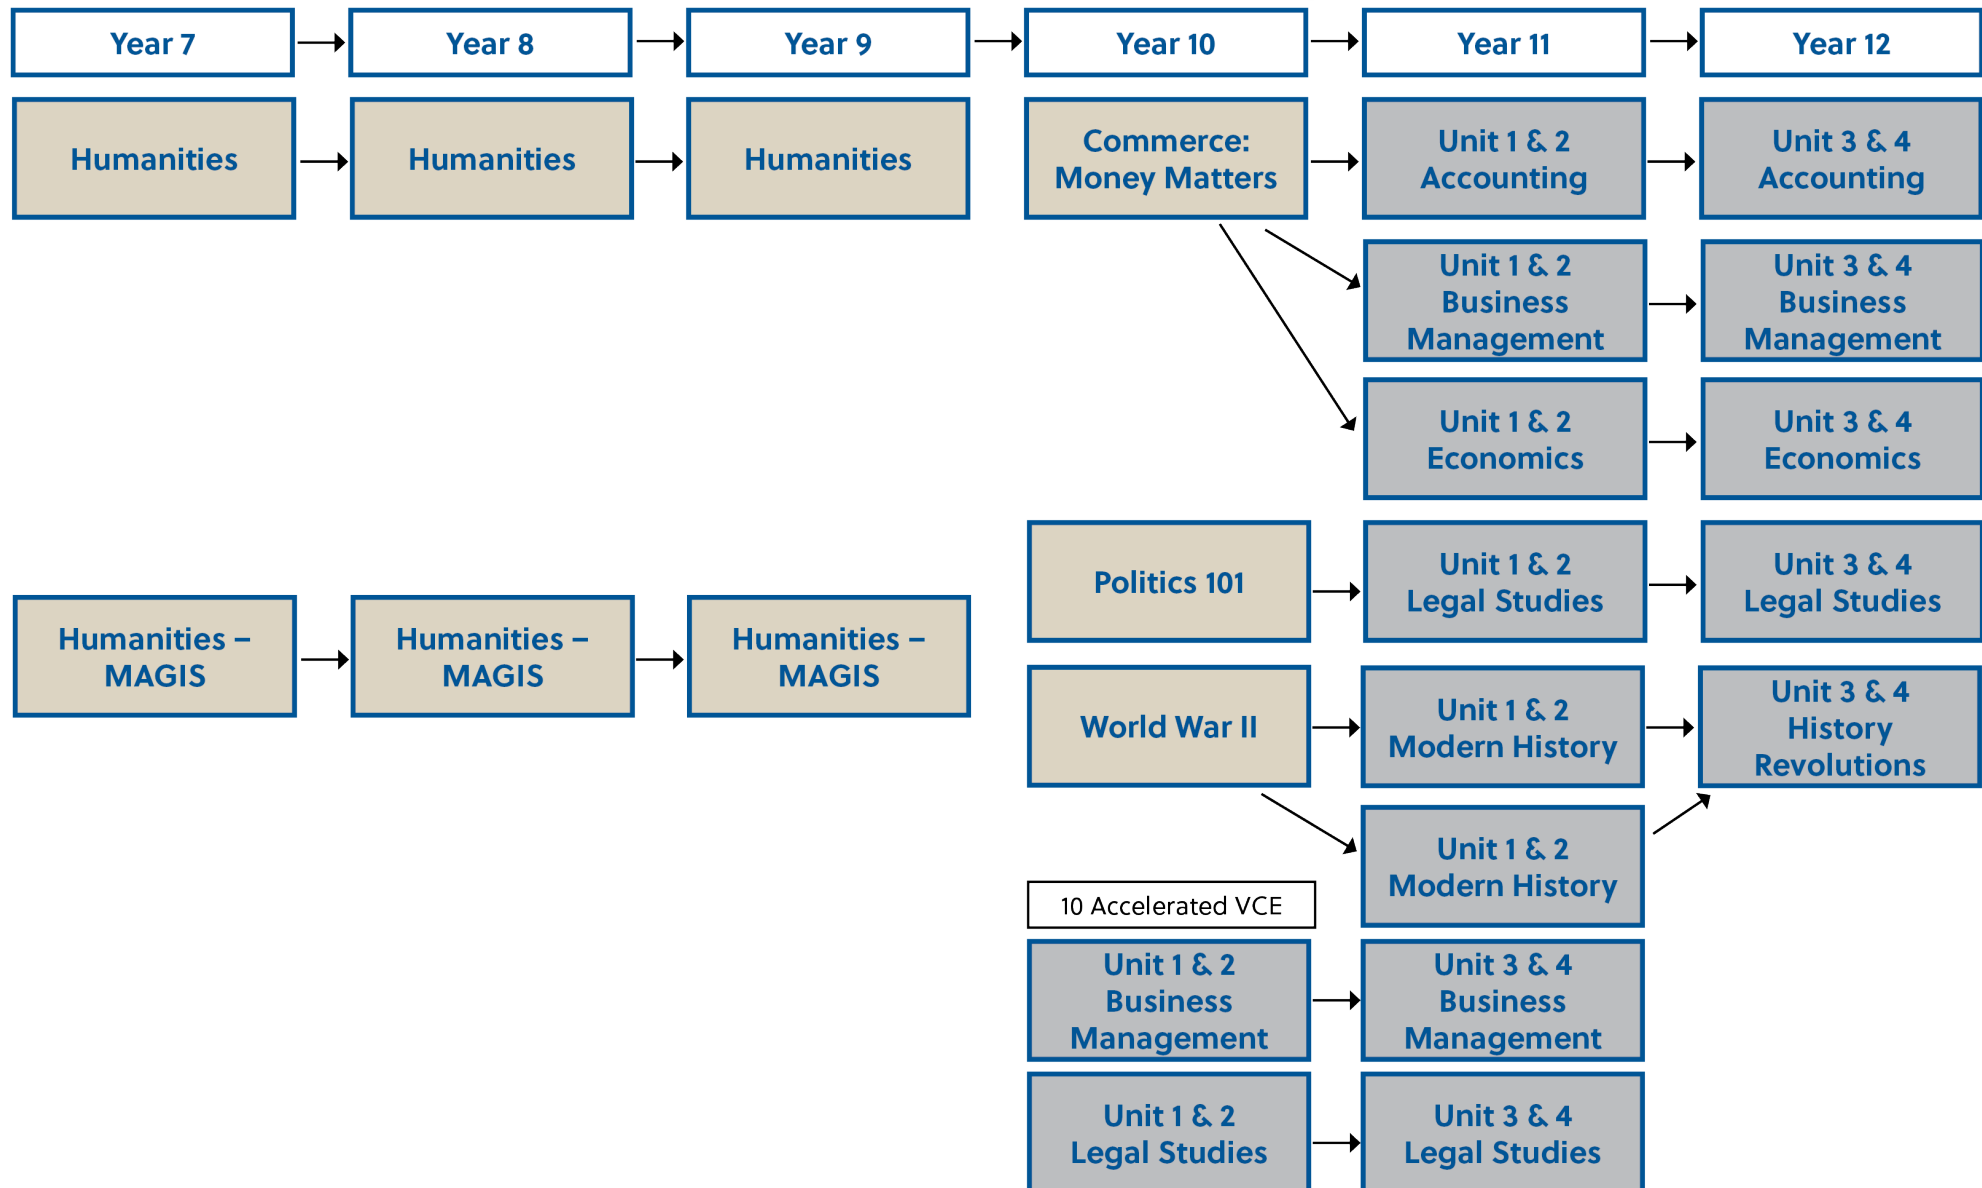 Year 7
Year 8
Year 9
Year 10
Year 11
Year 12
Humanities
Humanities
Humanities
Commerce:
Money Matters
Unit 1 & 2
Accounting
Unit 3 & 4
Accounting
Unit 1 & 2
Business
Management
Unit 3 & 4
Business
Management
Unit 1 & 2
Economics
Unit 3 & 4
Economics
Politics 101
Unit 1 & 2
Legal Studies
Unit 3 & 4
Legal Studies
Humanities –
MAGIS
Humanities –
MAGIS
Humanities –
MAGIS
World War II
Unit 1 & 2
Modern History
Unit 3 & 4
History
Revolutions
Unit 1 & 2
Modern History
10 Accelerated VCE
Unit 1 & 2
Business
Management
Unit 3 & 4
Business
Management
Unit 1 & 2
Legal Studies
Unit 3 & 4
Legal Studies